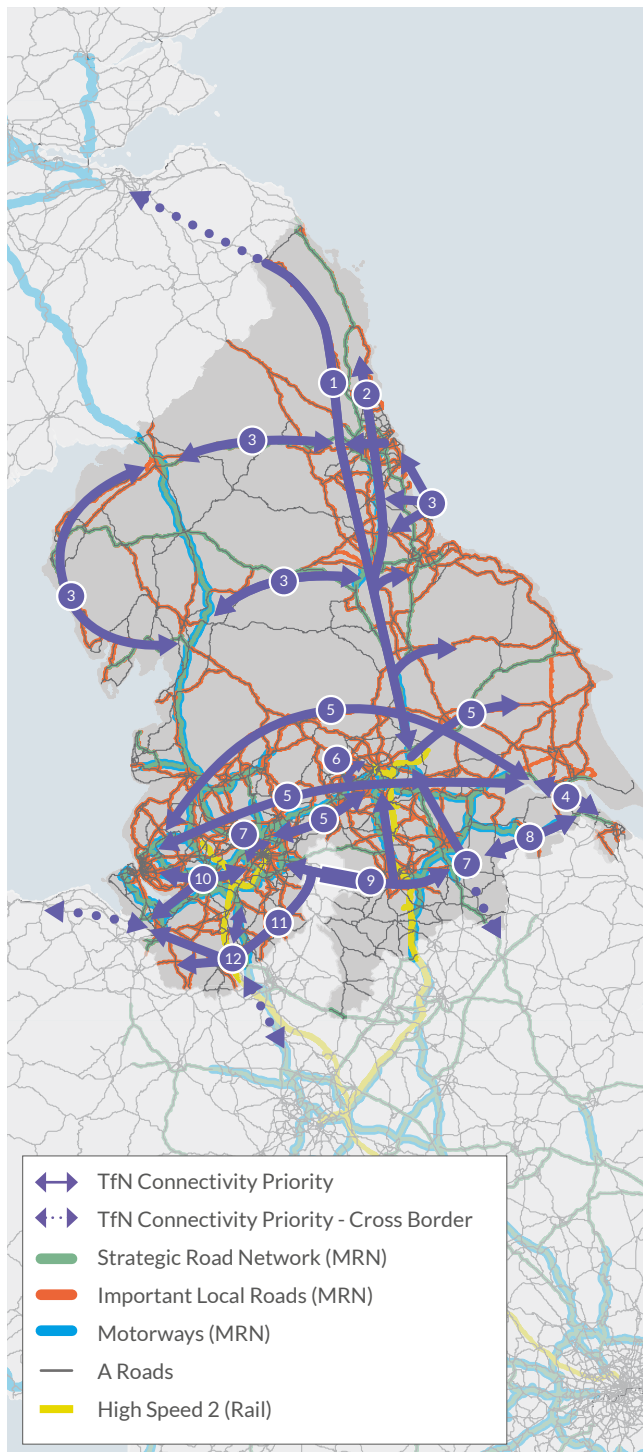 1
2
3
3
3
3
5
5
6
5
5
4
7
8
7
9
10
11
12
TfN Connectivity Priority
TfN Connectivity Priority - Cross Border
Strategic Road Network (MRN)
Important Local Roads (MRN)
Motorways (MRN)
A Roads
High Speed 2 (Rail)